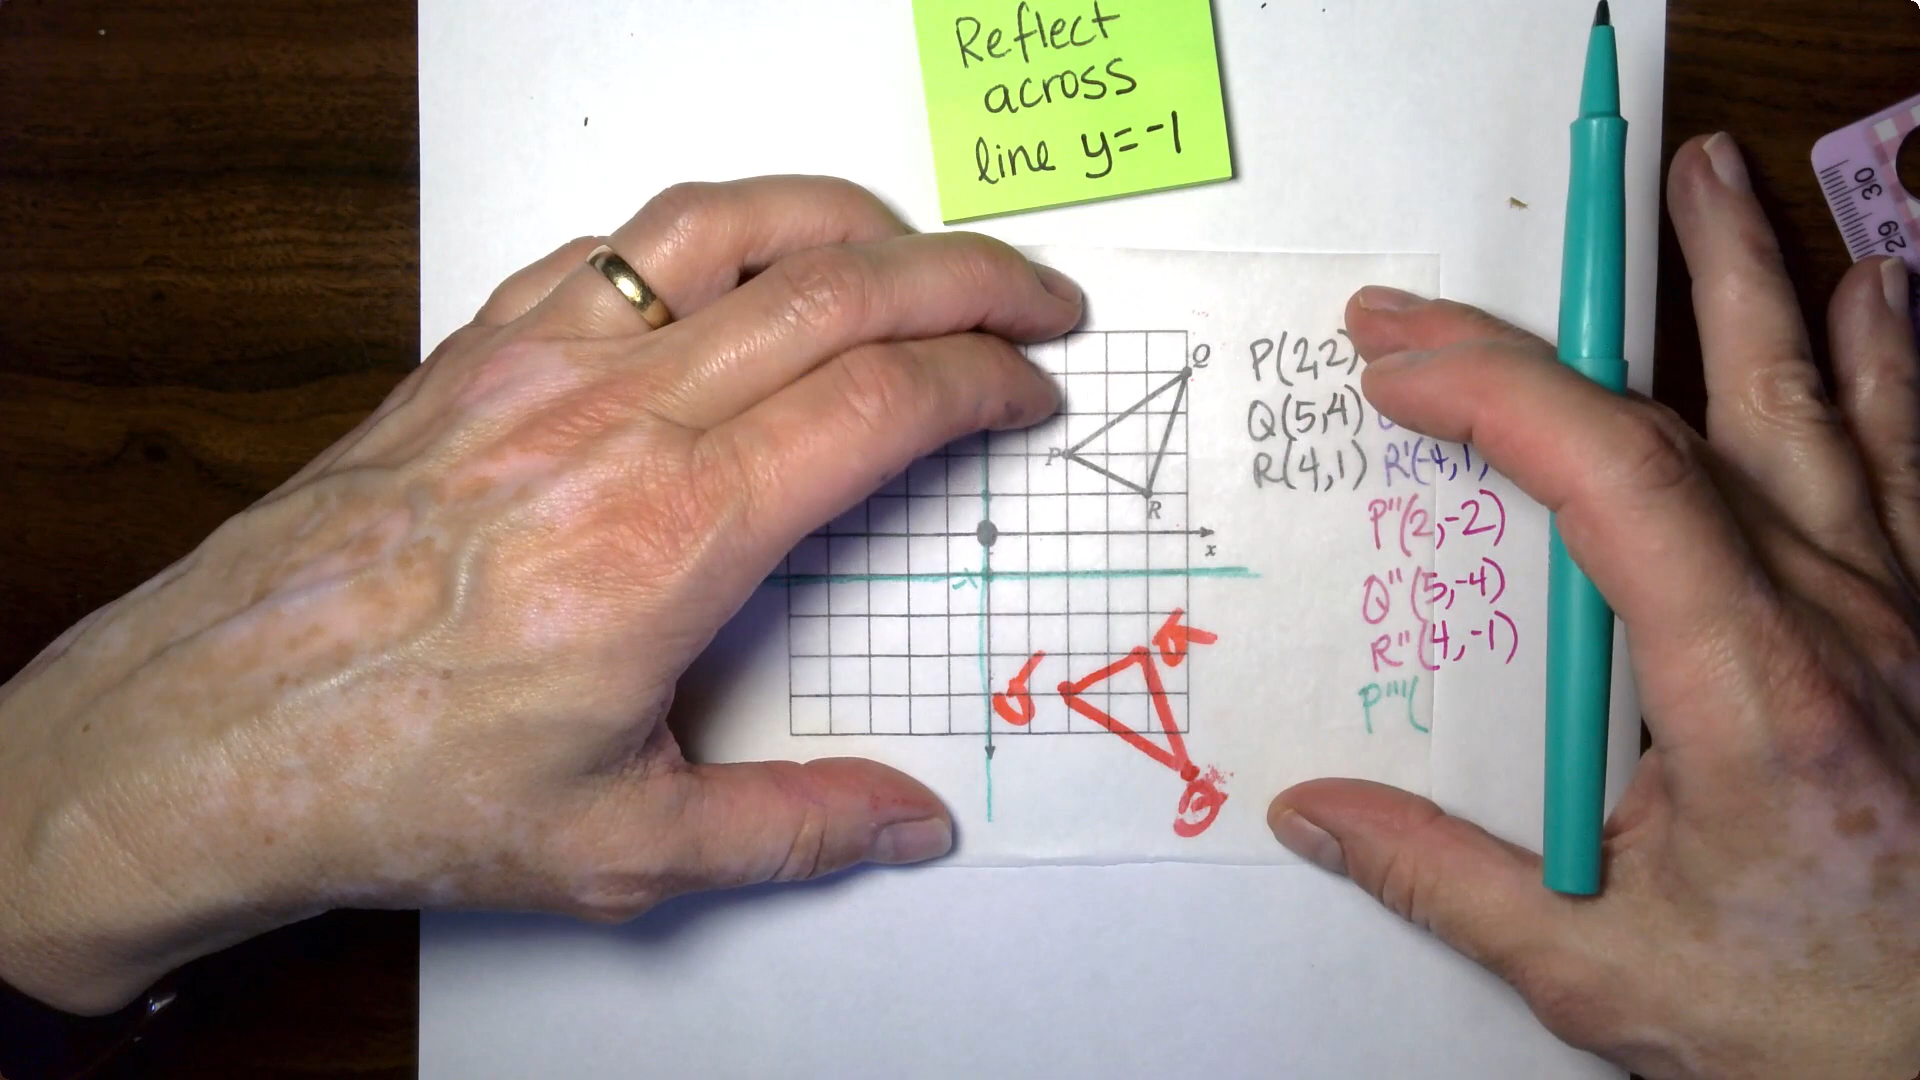 Reflect
across
line y=-1
Q
P
R
x
P(2,2)
Q(5,4)
R(4,1) R'(-4,1)
P"(2,-2)
Q"(5,-4)
R"(4,-1)
P"'(
30
29